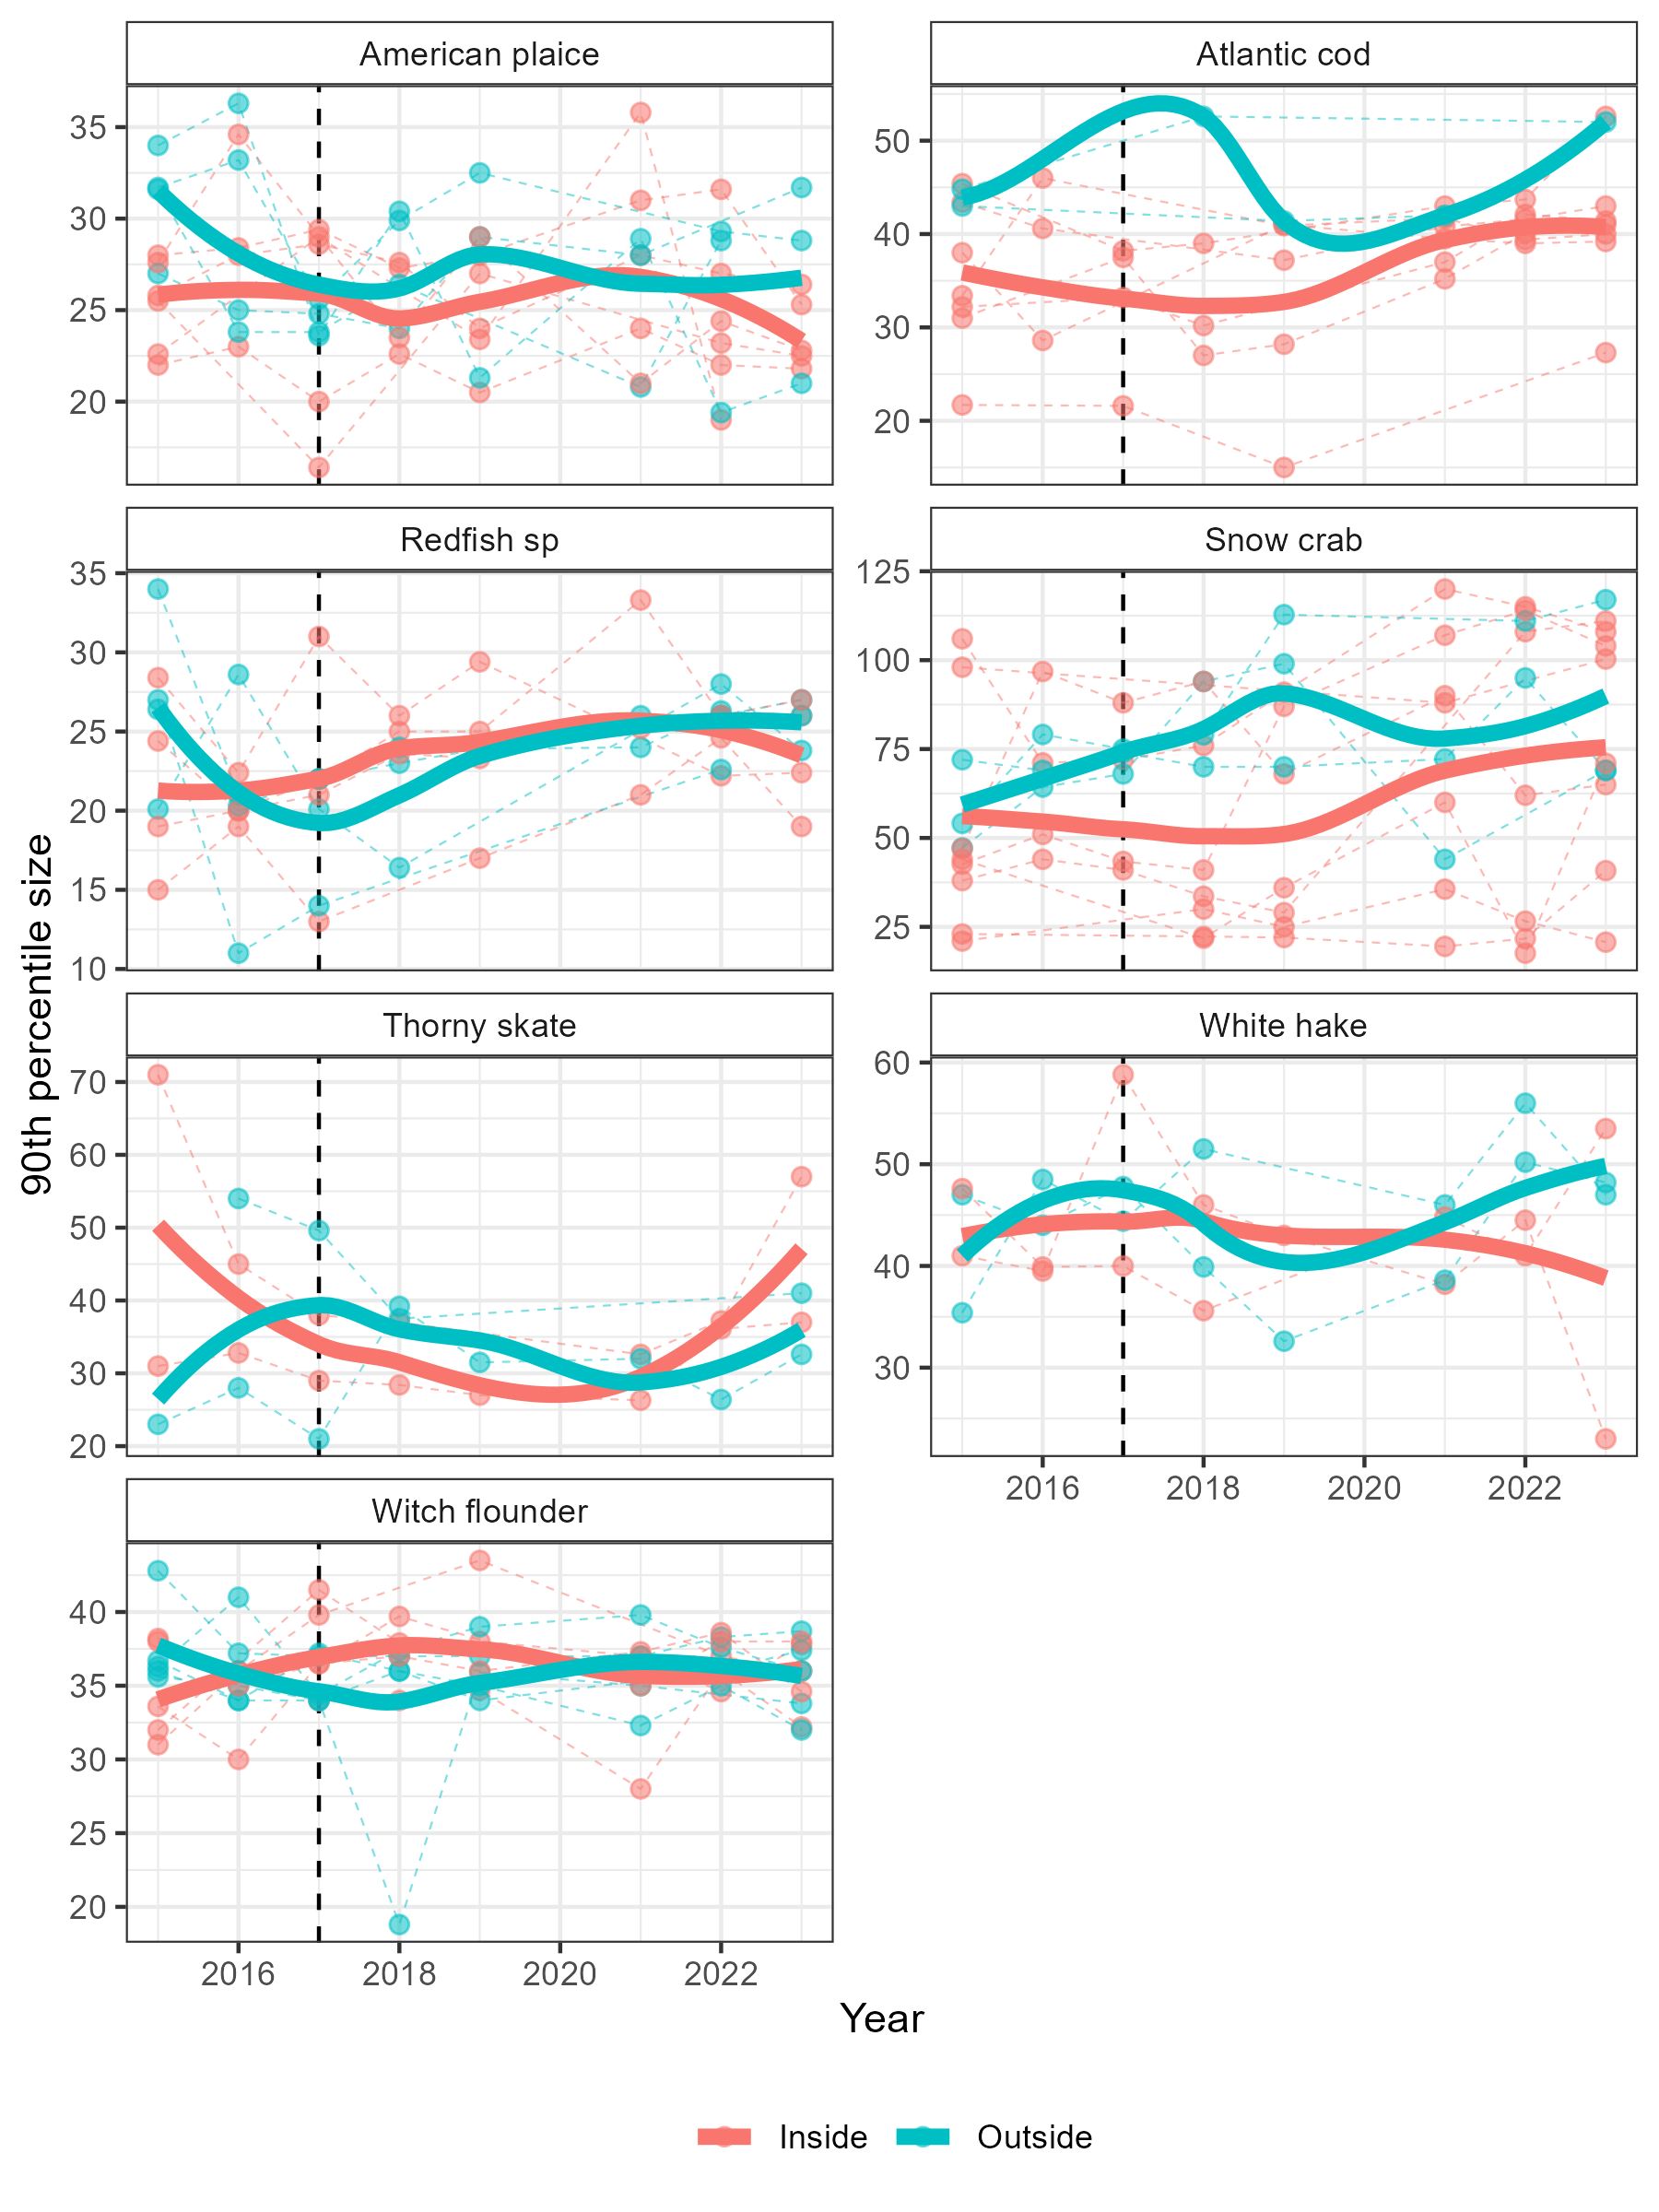 American plaice
Atlantic cod
35
30
25
20
50
40
30
20
Redfish sp
Snow crab
35
30
25
20
15
10
125
100
75
50
25
Thorny skate
White hake
70
60
50
40
30
20
60
50
40
30
2016 2018 2020 2022
Witch flounder
40
35
30
25
20
2016 2018 2020 2022
90th percentile size
Year
Inside Outside